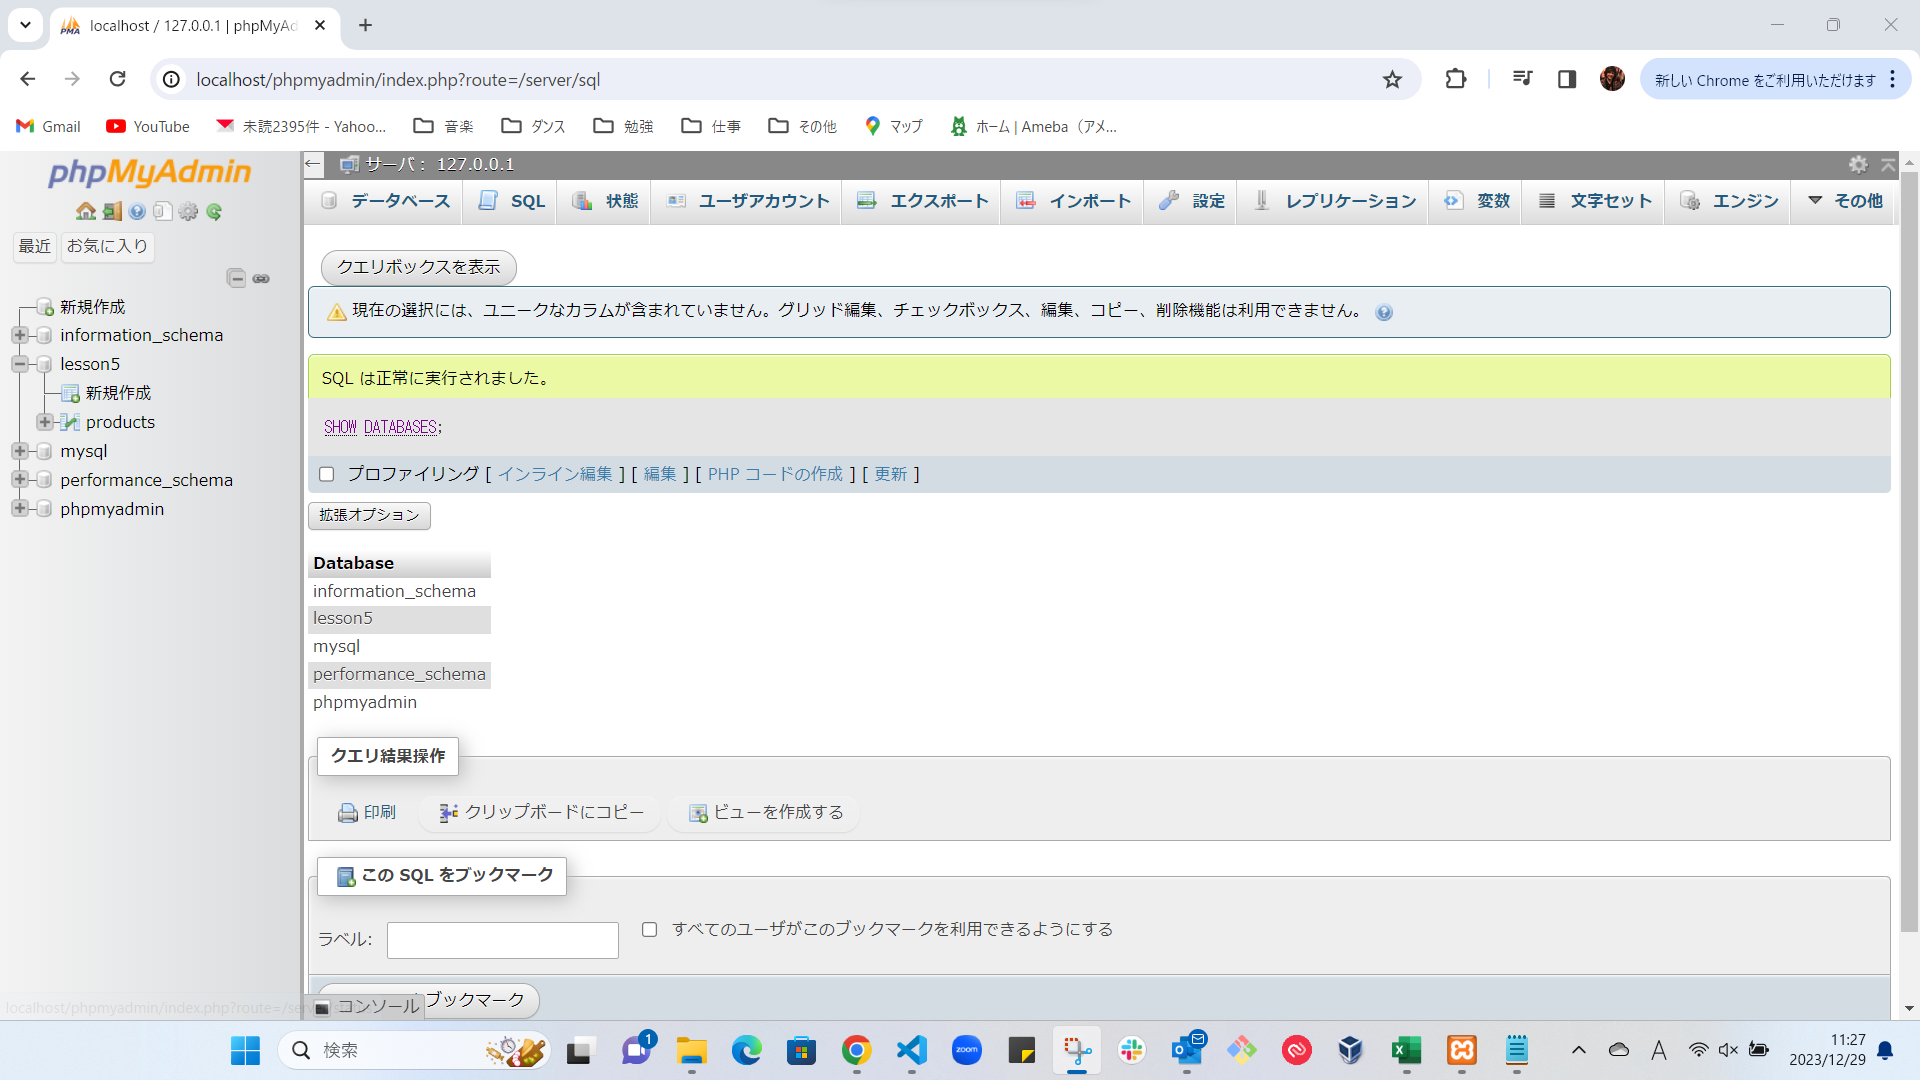 localhost / 127.0.0.1 | phpMyAd
localhost/phpmyadmin/index.php?route=/server/sql
新しい Chrome をご利用いただけます
Gmail
YouTube
未読2395件 - Yahoo...
音楽
ダンス
勉強
仕事
その他
マップ
ホーム | Ameba（アメ...
phpMyAdmin
最近
お気に入り
新規作成
information_schema
lesson5
新規作成
products
mysql
performance_schema
phpmyadmin
サーバ： 127.0.0.1
データベース
SQL
状態
ユーザアカウント
エクスポート
インポート
設定
レプリケーション
変数
文字セット
エンジン
その他
クエリボックスを表示
現在の選択には、ユニークなカラムが含まれていません。グリッド編集、チェックボックス、編集、コピー、削除機能は利用できません。
SQL は正常に実行されました。
SHOW DATABASES;
プロファイリング [ インライン編集 ] [ 編集 ] [ PHP コードの作成 ] [ 更新 ]
拡張オプション
Database
information_schema
lesson5
mysql
performance_schema
phpmyadmin
クエリ結果操作
印刷
クリップボードにコピー
ビューを作成する
この SQL をブックマーク
ラベル:
すべてのユーザがこのブックマークを利用できるようにする
ブックマーク
コンソール
localhost/phpmyadmin/index.php?route=/ser
検索
1
zoom
A
11:27
2023/12/29